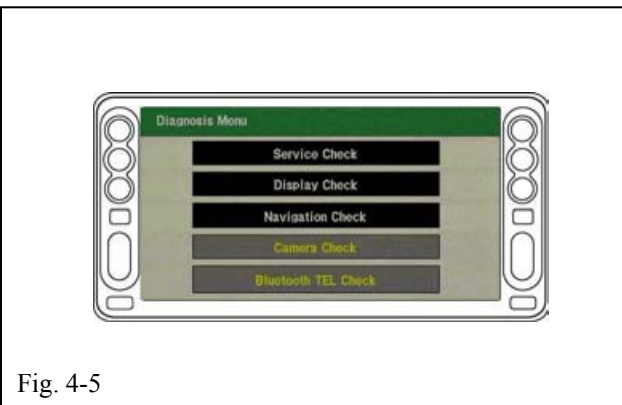 Diagnosis Menu
Service Check
Display Check
Navigation Check
Camera Check
Bluetooth TEL Check
Fig. 4-5